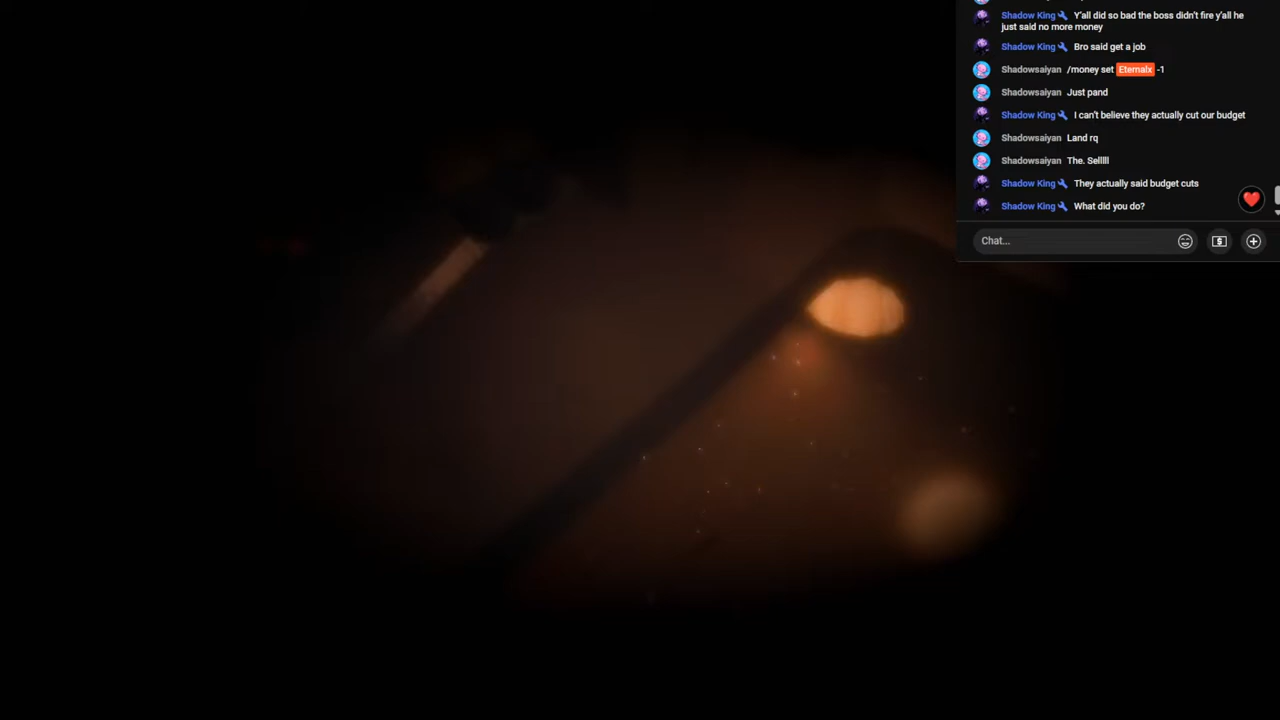 Shadow King Y'all did so bad the boss didn't fire y'all he
just said no more money
Shadow King Bro said get a job
Shadowsaiyan /money set Eternalx -1
Shadowsaiyan Just pand
Shadow King I can't believe they actually cut our budget
Shadowsaiyan Land rq
Shadowsaiyan The. Selllll
Shadow King They actually said budget cuts
Shadow King What did you do?
Chat...